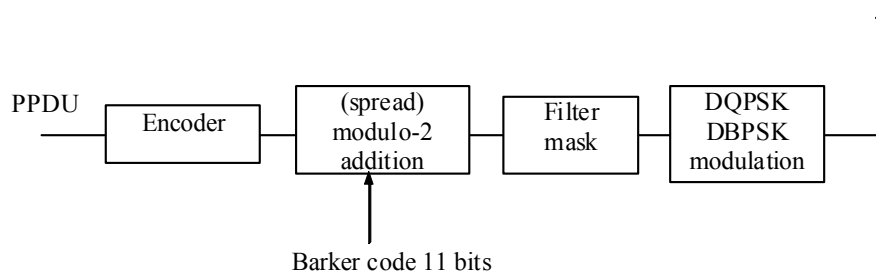 PPDU
Encoder
(spread)
modulo-2
addition
Filter
mask
DQPSK
DBPSK
modulation
Barker code 11 bits